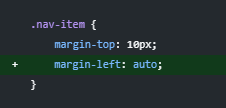 .nav-item {
margin-top: 10px;
+ margin-left: auto;
}